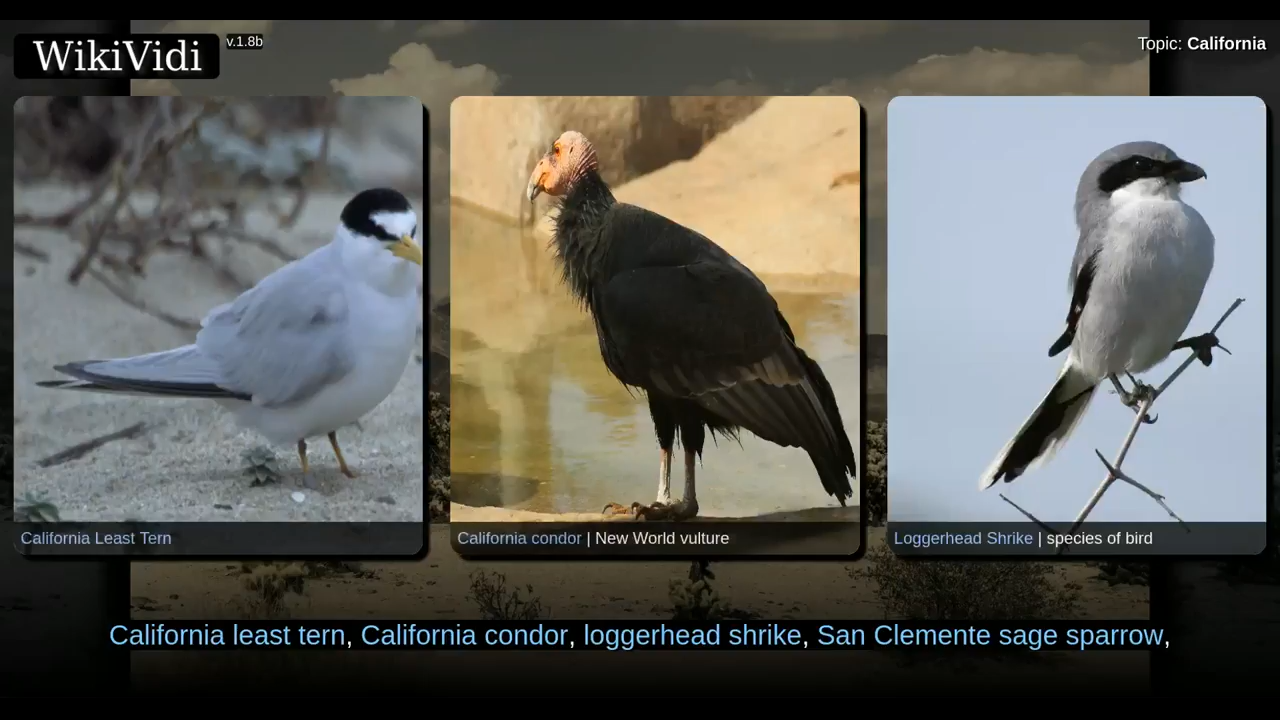 WikiVidi v.1.8b
Topic: California
California Least Tern
California condor | New World vulture
Loggerhead Shrike | species of bird
California least tern, California condor, loggerhead shrike, San Clemente sage sparrow,